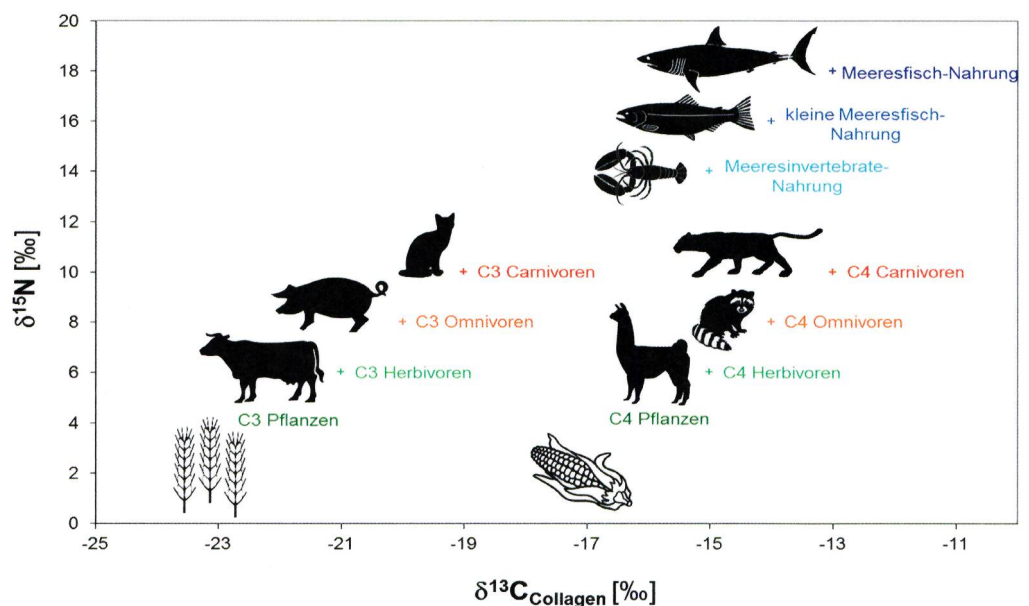 20
18
16
14
12
10
8
6
4
2
0
δ15N [‰]
Meeresfisch-Nahrung
kleine Meeresfisch-
Nahrung
Meeresinvertebrate-
Nahrung
C3 Carnivoren
C4 Carnivoren
C3 Omnivoren
C4 Omnivoren
C3 Herbivoren
C4 Herbivoren
C3 Pflanzen
C4 Pflanzen
-25
-23
-21
-19
-17
-15
-13
-11
δ13CCollagen [‰]